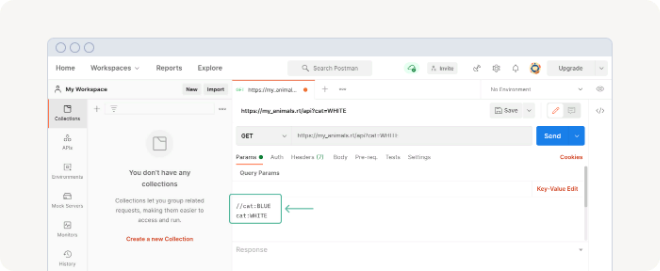 Home Workspaces Reports Explore Search Postman Invite Upgrade
My Workspace New Import GET https://my_anima... No Environment
Collections
https://my_animals.rl/api?cat=WHITE Save
APIs
GET https://my_animals.rl/api?cat=WHITE Send
Environments
Params Auth Headers (7) Body Pre-req. Tests Settings Cookies
You don't have any
collections
Query Params
Mock Servers
Key-Value Edit
Collections let you group related
requests, making them easier to
access and run.
//cat:BLUE
cat:WHITE
Monitors
Create a new Collection
Response
History